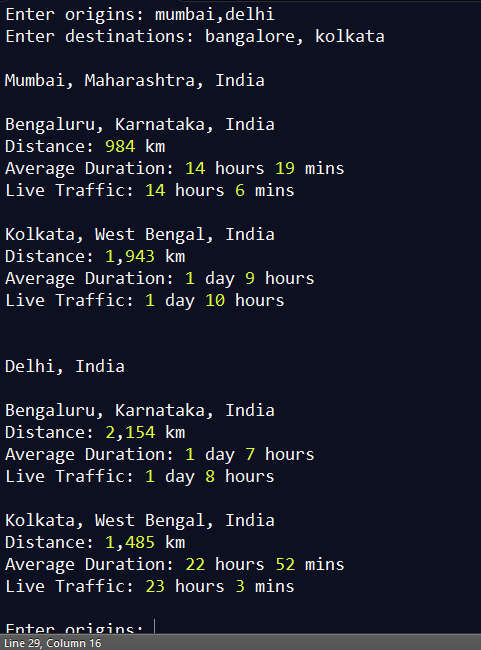 Enter origins: mumbai,delhi
Enter destinations: bangalore, kolkata
Mumbai, Maharashtra, India
Bengaluru, Karnataka, India
Distance: 984 km
Average Duration: 14 hours 19 mins
Live Traffic: 14 hours 6 mins
Kolkata, West Bengal, India
Distance: 1,943 km
Average Duration: 1 day 9 hours
Live Traffic: 1 day 10 hours
Delhi, India
Bengaluru, Karnataka, India
Distance: 2,154 km
Average Duration: 1 day 7 hours
Live Traffic: 1 day 8 hours
Kolkata, West Bengal, India
Distance: 1,485 km
Average Duration: 22 hours 52 mins
Live Traffic: 23 hours 3 mins
Enter origins:
Line 29, Column 16